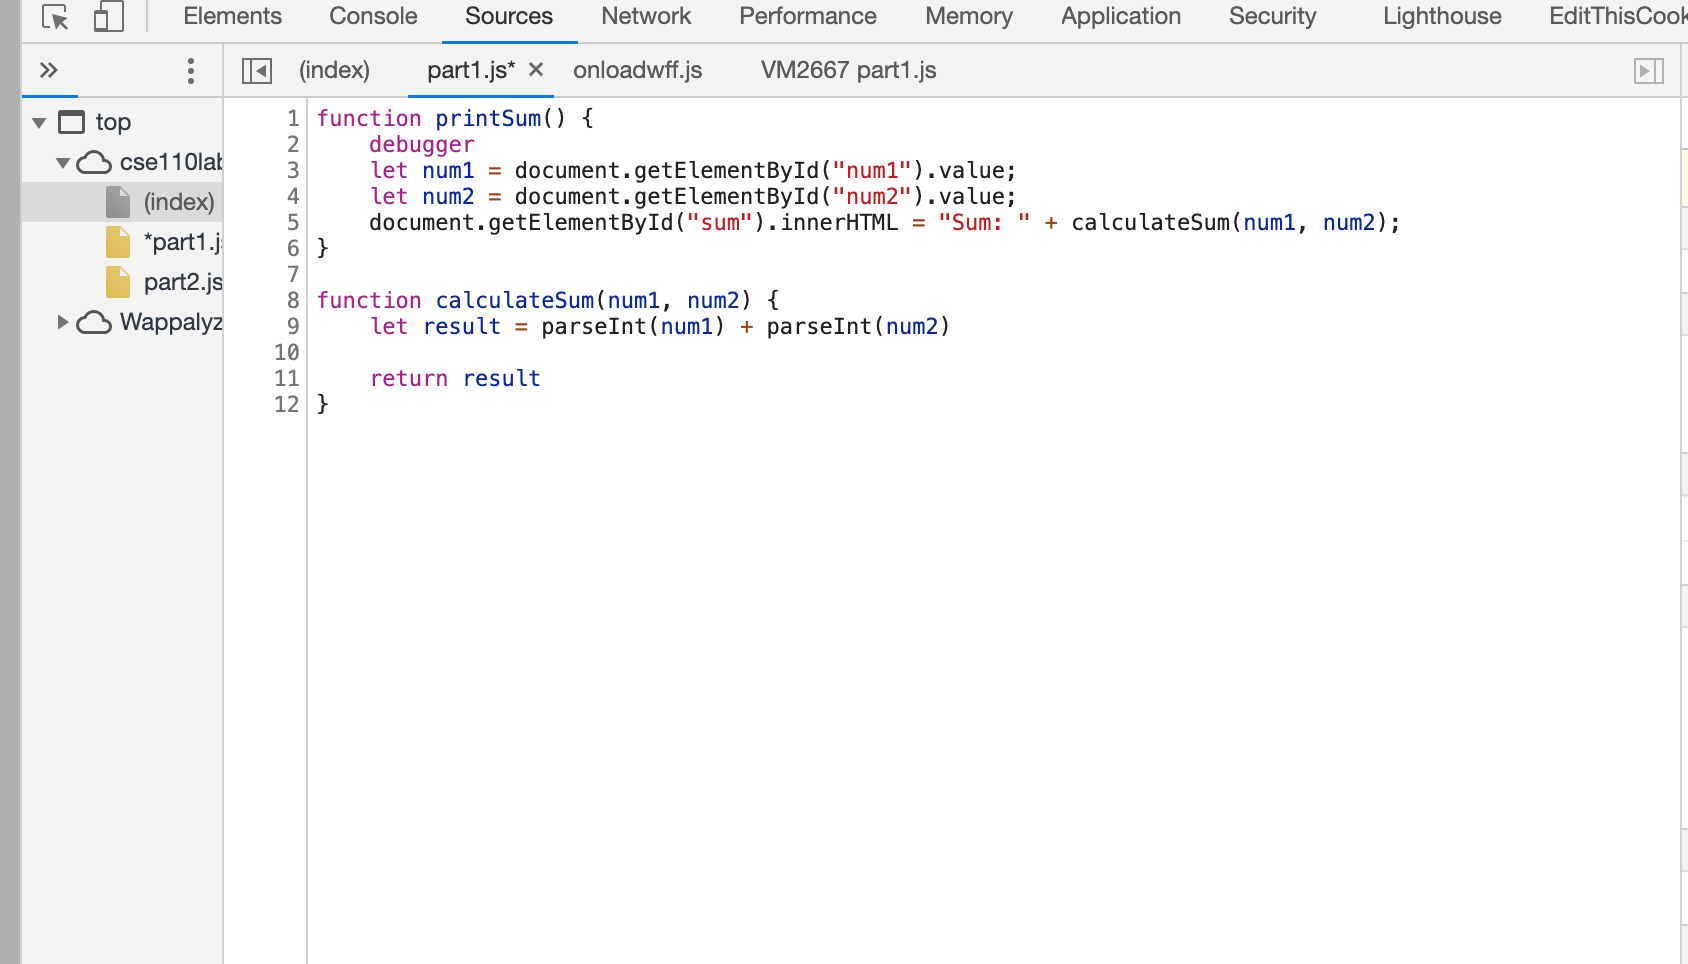 Elements Console Sources Network Performance Memory Application Security Lighthouse EditThisCook
(index) part1.js* × onloadwff.js VM2667 part1.js
top
cse110lab
(index)
*part1.js
part2.js
Wappalyz
1 function printSum() {
2     debugger
3     let num1 = document.getElementById("num1").value;
4     let num2 = document.getElementById("num2").value;
5     document.getElementById("sum").innerHTML = "Sum: " + calculateSum(num1, num2);
6 }
7
8 function calculateSum(num1, num2) {
9     let result = parseInt(num1) + parseInt(num2)
10
11     return result
12 }